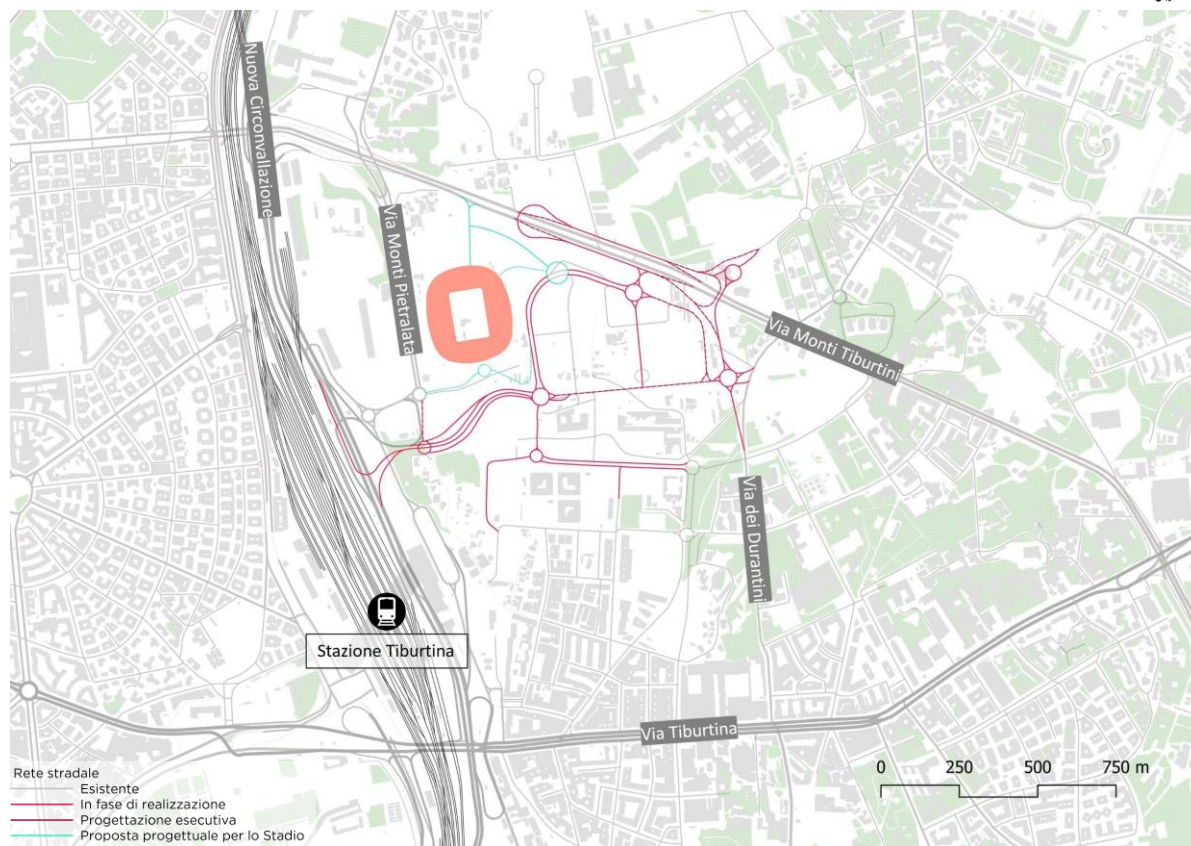 Nuova Circonvallazione
Via Monti Pietralata
Via Monti Tiburtini
Via dei Durantini
Stazione Tiburtina
Via Tiburtina
0 250 500 750 m
Rete stradale
Esistente
In fase di realizzazione
Progettazione esecutiva
Proposta progettuale per lo Stadio